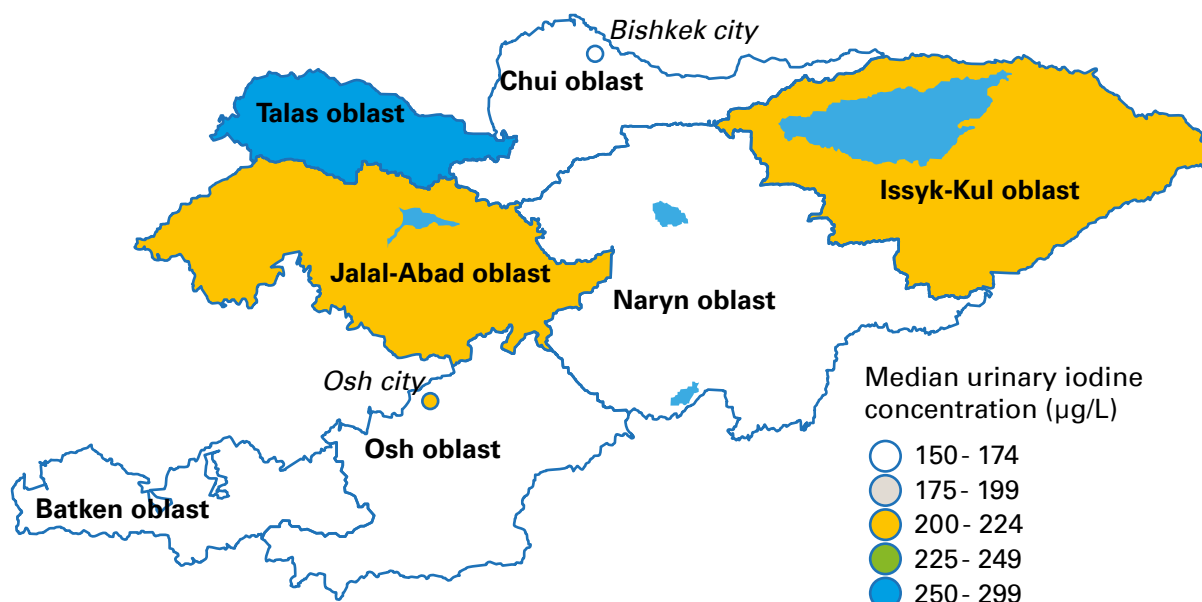 Bishkek city
Chui oblast
Talas oblast
Issyk-Kul oblast
Jalal-Abad oblast
Naryn oblast
Osh city
Osh oblast
Batken oblast
Median urinary iodine
concentration (µg/L)
150 - 174
175 - 199
200 - 224
225 - 249
250 - 299